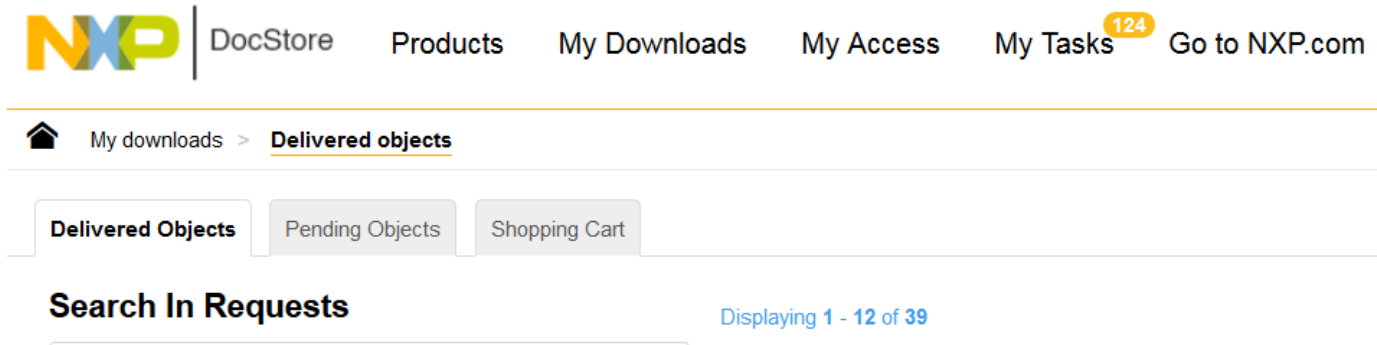 NXP DocStore Products My Downloads My Access My Tasks 124 Go to NXP.com
My downloads > Delivered objects
Delivered Objects Pending Objects Shopping Cart
Search In Requests Displaying 1 - 12 of 39